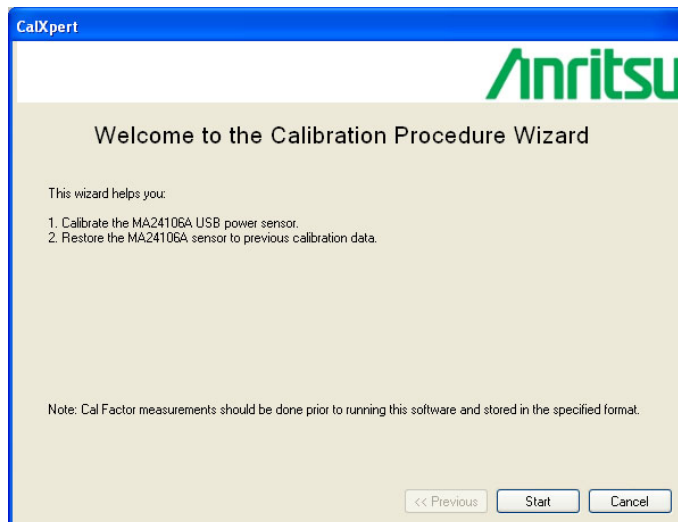 CalXpert
Anritsu
Welcome to the Calibration Procedure Wizard
This wizard helps you:
1. Calibrate the MA24106A USB power sensor.
2. Restore the MA24106A sensor to previous calibration data.
Note: Cal Factor measurements should be done prior to running this software and stored in the specified format.
<< Previous
Start
Cancel